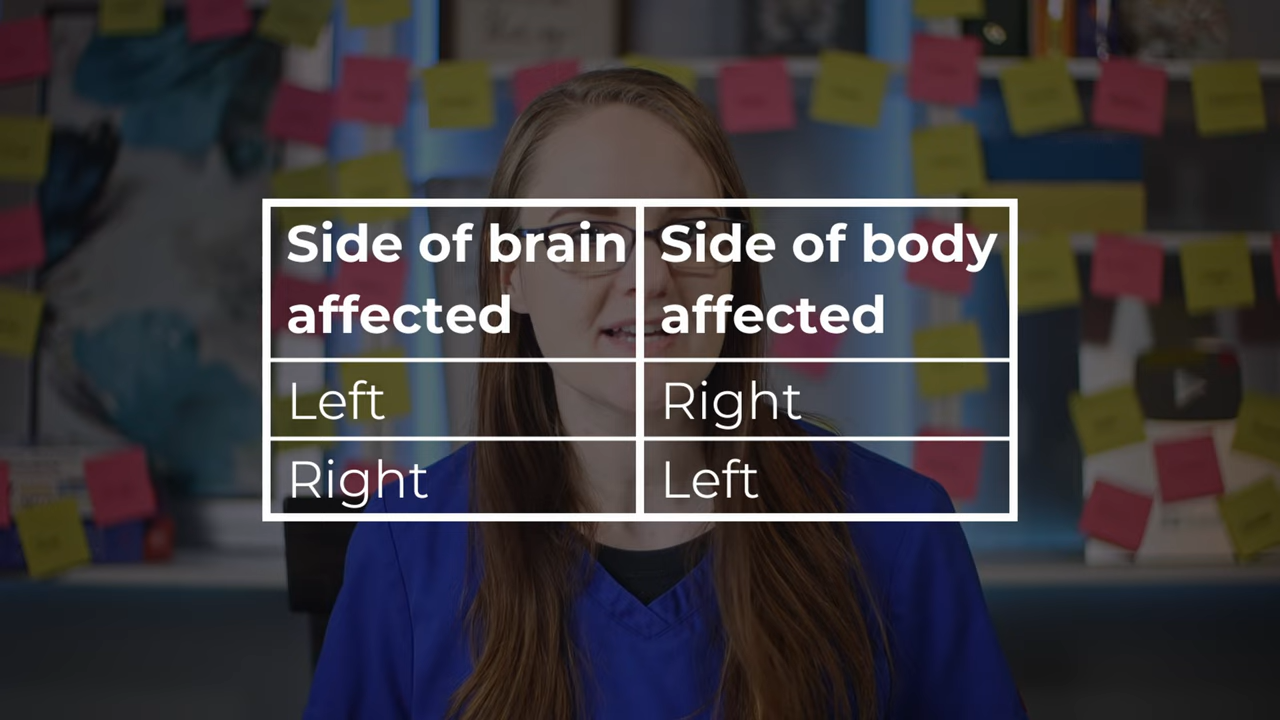 Side of brain affected
Side of body affected
Left
Right
Right
Left